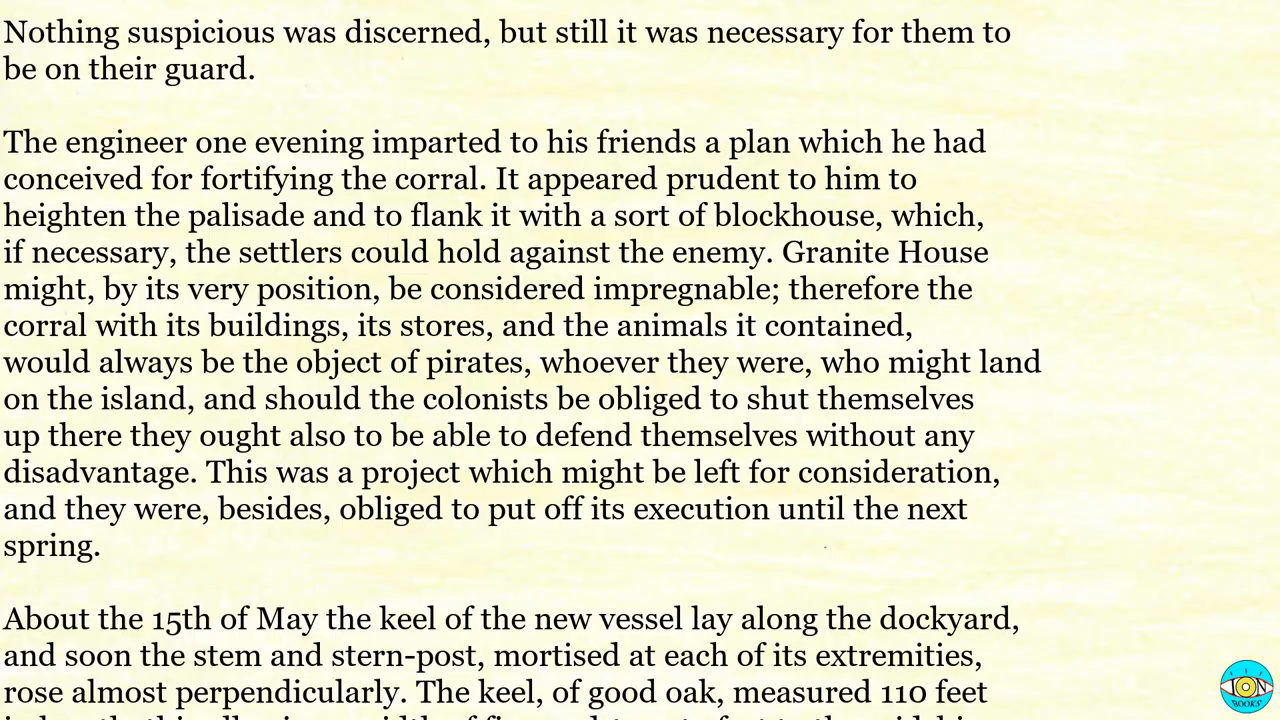 Nothing suspicious was discerned, but still it was necessary for them to
be on their guard.
The engineer one evening imparted to his friends a plan which he had
conceived for fortifying the corral. It appeared prudent to him to
heighten the palisade and to flank it with a sort of blockhouse, which,
if necessary, the settlers could hold against the enemy. Granite House
might, by its very position, be considered impregnable; therefore the
corral with its buildings, its stores, and the animals it contained,
would always be the object of pirates, whoever they were, who might land
on the island, and should the colonists be obliged to shut themselves
up there they ought also to be able to defend themselves without any
disadvantage. This was a project which might be left for consideration,
and they were, besides, obliged to put off its execution until the next
spring.
About the 15th of May the keel of the new vessel lay along the dockyard,
and soon the stem and stern-post, mortised at each of its extremities,
rose almost perpendicularly. The keel, of good oak, measured 110 feet
ION
BOOKS